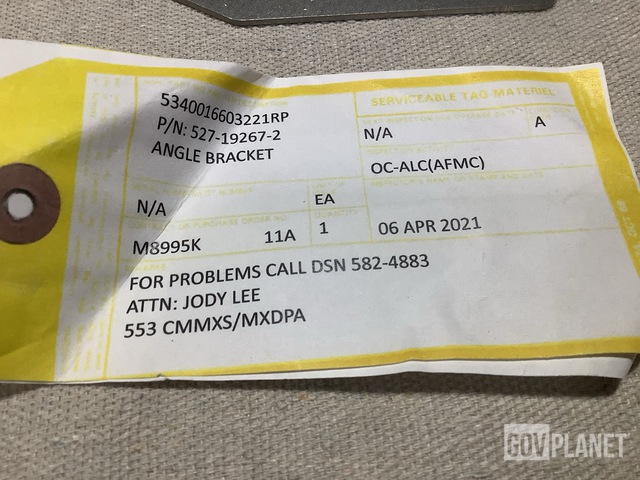 5340016603221RP
P/N: 527-19267-2
ANGLE BRACKET
SERVICEABLE TAG MATERIEL
N/A
A
OC-ALC(AFMC)
N/A
EA
M8995K 11A
1
06 APR 2021
FOR PROBLEMS CALL DSN 582-4883
ATTN: JODY LEE
553 CMMXS/MXDPA
GOVPLANET